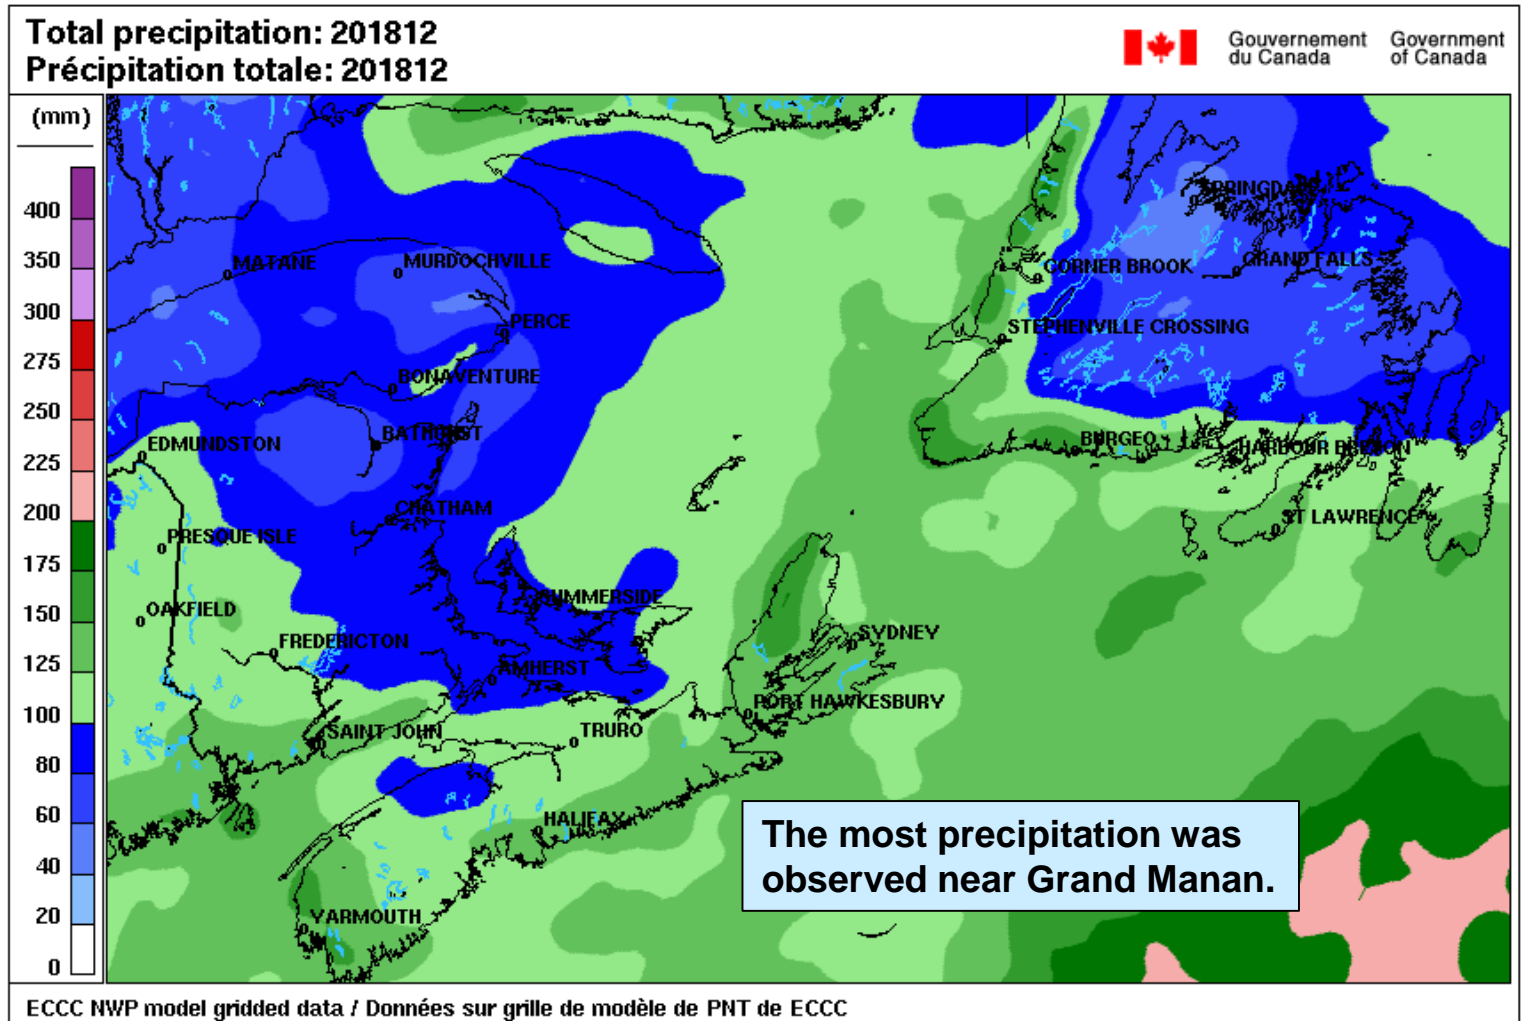 Total precipitation: 201812
Précipitation totale: 201812
Gouvernement du Canada
Government of Canada
(mm)
400
350
300
275
250
225
200
175
150
125
100
80
60
40
20
0
SPRINGDALE
MATANE
MURDOCHVILLE
CORNER BROOK
GRAND FALLS
PERCE
STEPHENVILLE CROSSING
BONAVENTURE
EDMUNDSTON
BATHURST
BURGEO
HARBOUR BRETON
CHATHAM
ST LAWRENCE
PRESQUE ISLE
OAKFIELD
SUMMERSIDE
FREDERICTON
SYDNEY
AMHERST
PORT HAWKESBURY
SAINT JOHN
TRURO
HALIFAX
The most precipitation was
observed near Grand Manan.
YARMOUTH
ECCC NWP model gridded data / Données sur grille de modèle de PNT de ECCC